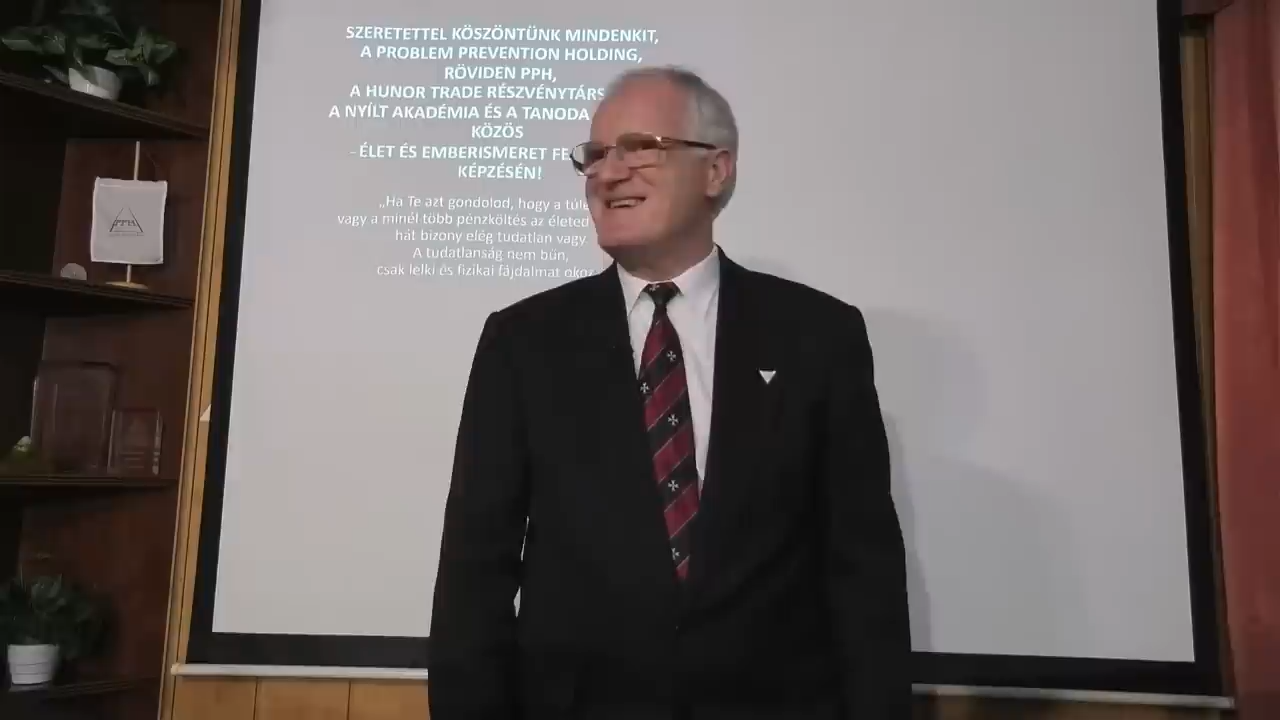 SZERETETTEL KÖSZÖNTÜNK MINDENKIT,
A PROBLEM PREVENTION HOLDING,
RÖVIDEN PPH,
A HUNOR TRADE RÉSZVÉNYTÁRS
A NYÍLT AKADÉMIA ÉS A TANODA
KÖZÖS
- ÉLET ÉS EMBERISMERET FE
KÉPZÉSÉN!
„Ha Te azt gondolod, hogy a túle
vagy a minél több pénzköltés az életed
hát bizony elég tudatlan vagy.
A tudatlanság nem bűn,
csak lelki és fizikai fájdalmat okoz